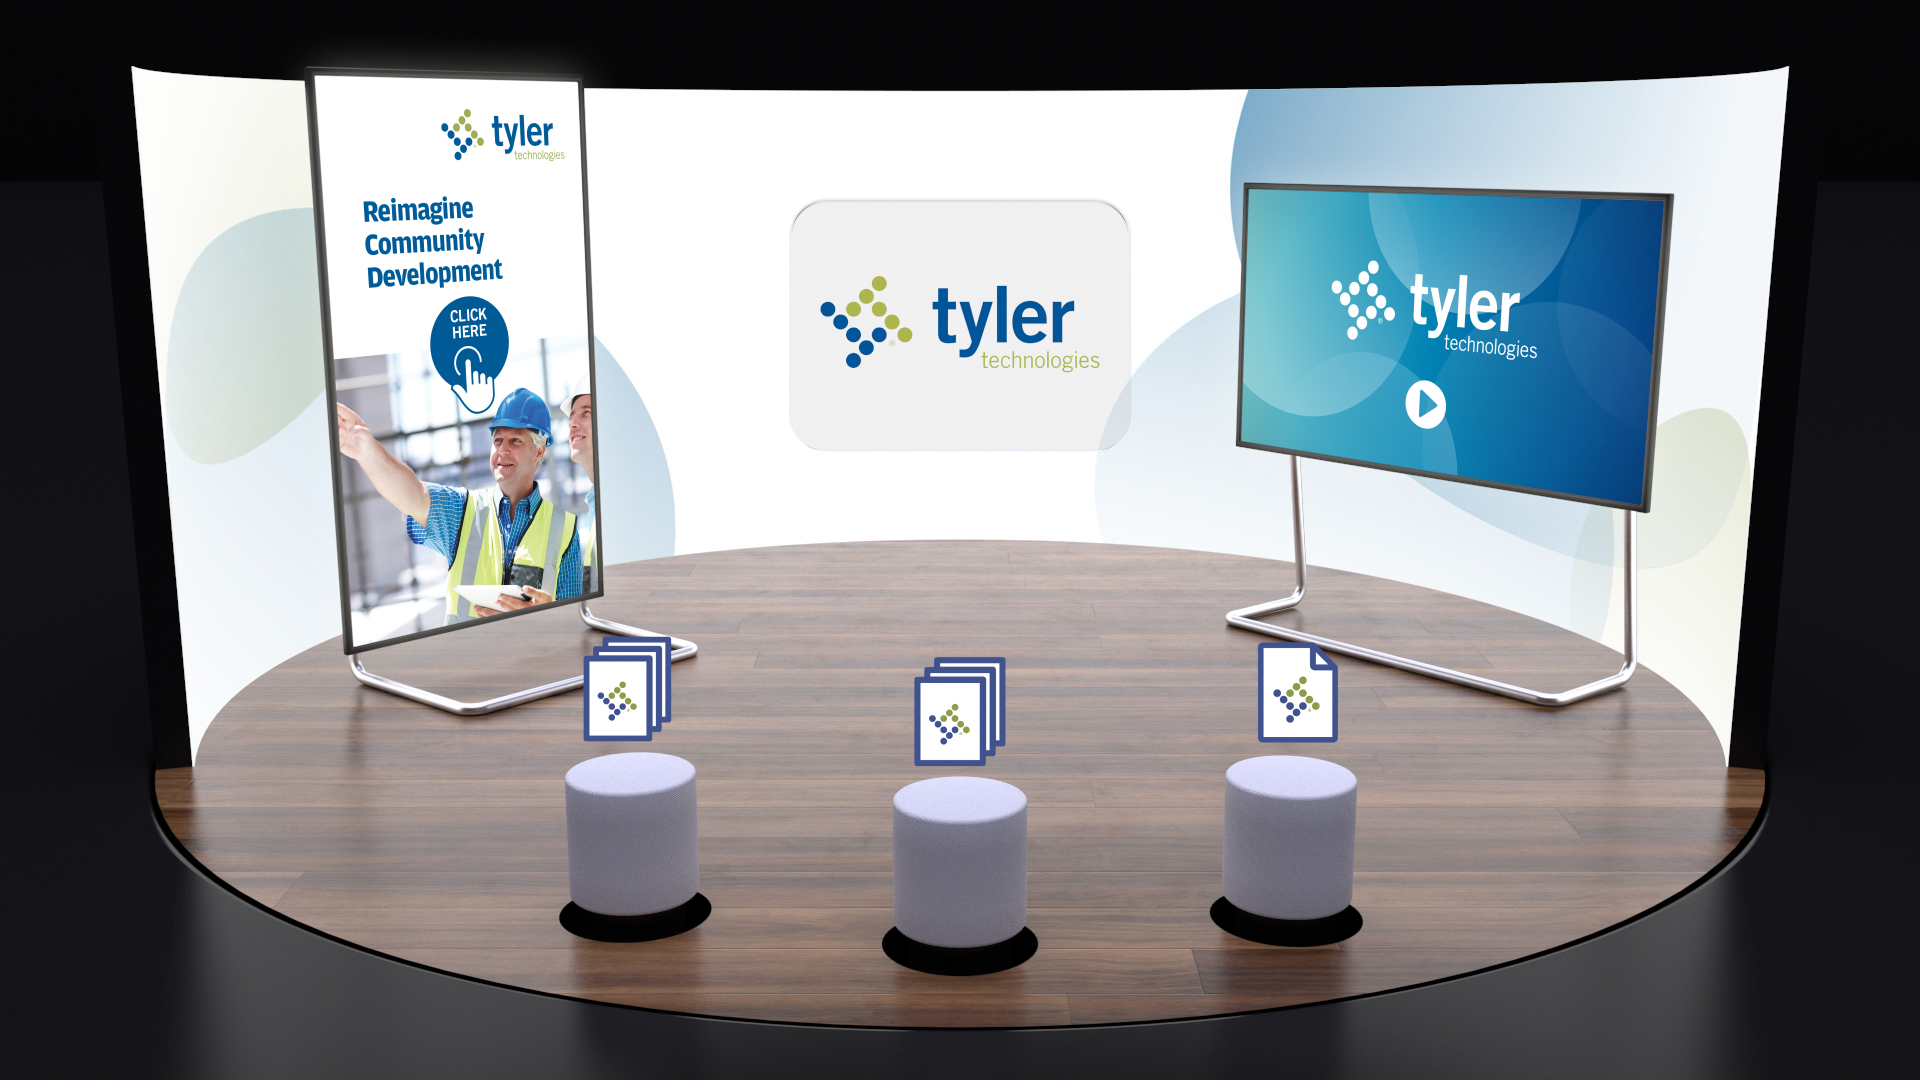 tyler
technologies
Reimagine
Community
Development
CLICK
HERE
tyler
technologies
tyler
technologies